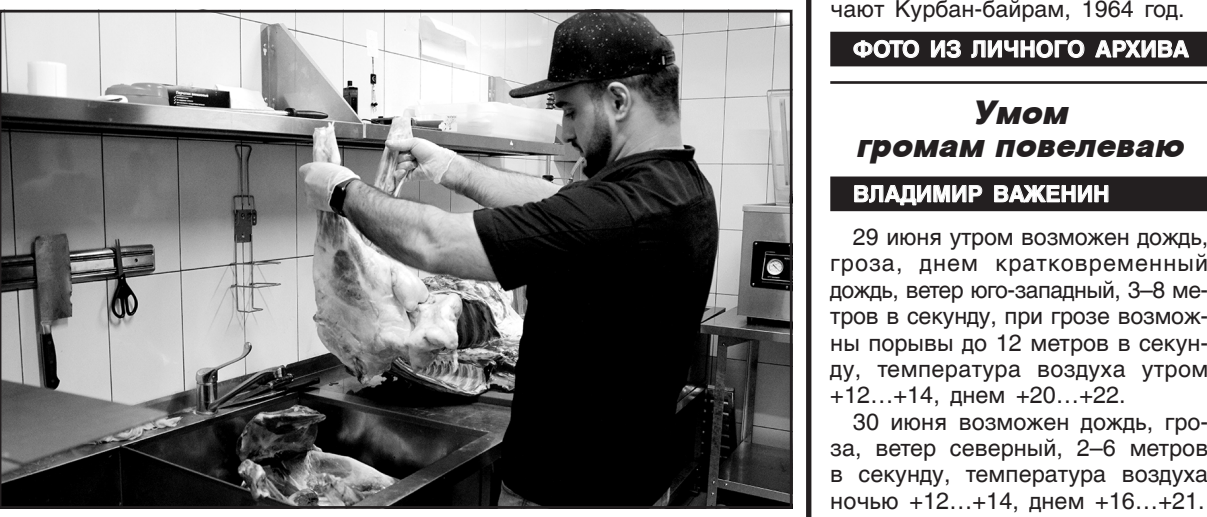 чают Курбан-байрам, 1964 год.
ФОТО ИЗ ЛИЧНОГО АРХИВА
Умом
громам повелеваю
ВЛАДИМИР ВАЖЕНИН
29 июня утром возможен дождь,
гроза, днем кратковременный
дождь, ветер юго-западный, 3–8 ме-
тров в секунду, при грозе возмож-
ны порывы до 12 метров в секун-
ду, температура воздуха утром
+12…+14, днем +20…+22.
30 июня возможен дождь, гро-
за, ветер северный, 2–6 метров
в секунду, температура воздуха
ночью +12…+14, днем +16…+21.